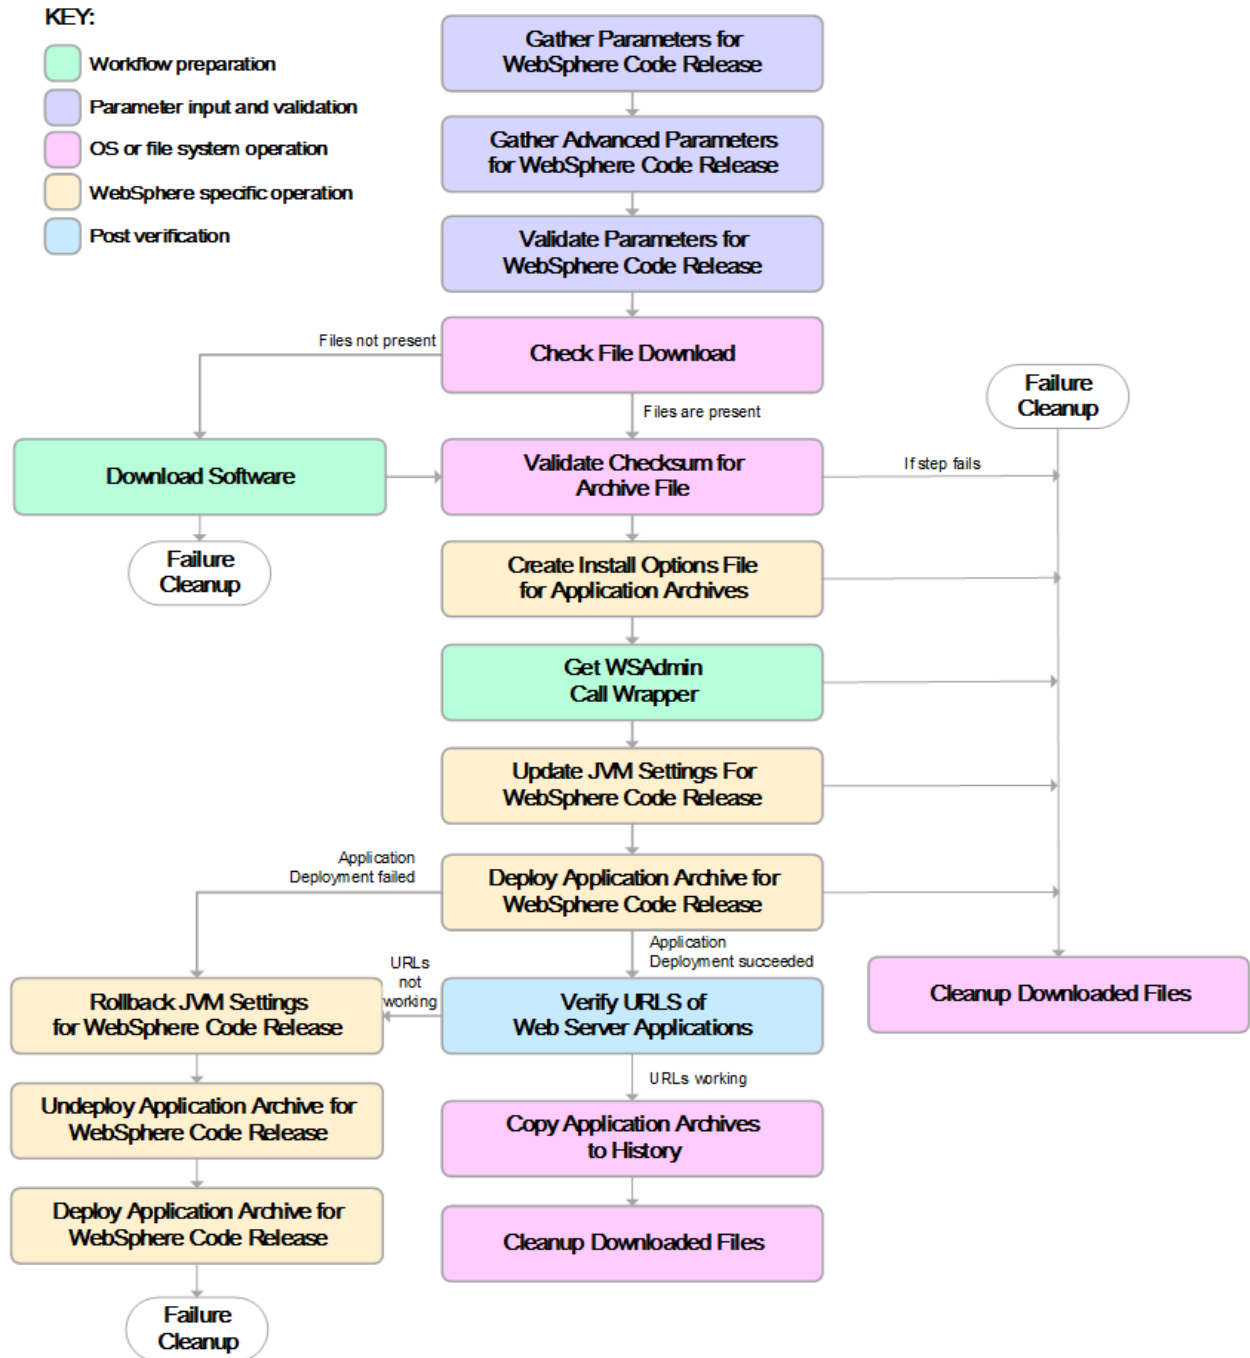 KEY:
Workflow preparation
Parameter input and validation
OS or file system operation
WebSphere specific operation
Post verification
Gather Parameters for
WebSphere Code Release
Gather Advanced Parameters
for WebSphere Code Release
Validate Parameters for
WebSphere Code Release
Files not present
Check File Download
Files are present
Failure
Cleanup
Download Software
Validate Checksum for
Archive File
If step fails
Failure
Cleanup
Create Install Options File
for Application Archives
Get WSAdmin
Call Wrapper
Update JVM Settings For
WebSphere Code Release
Application
Deployment failed
Deploy Application Archive for
WebSphere Code Release
Application
Deployment succeeded
URLs
not
working
Rollback JVM Settings
for WebSphere Code Release
Verify URLS of
Web Server Applications
Cleanup Downloaded Files
URLs working
Undeploy Application Archive for
WebSphere Code Release
Copy Application Archives
to History
Deploy Application Archive for
WebSphere Code Release
Cleanup Downloaded Files
Failure
Cleanup